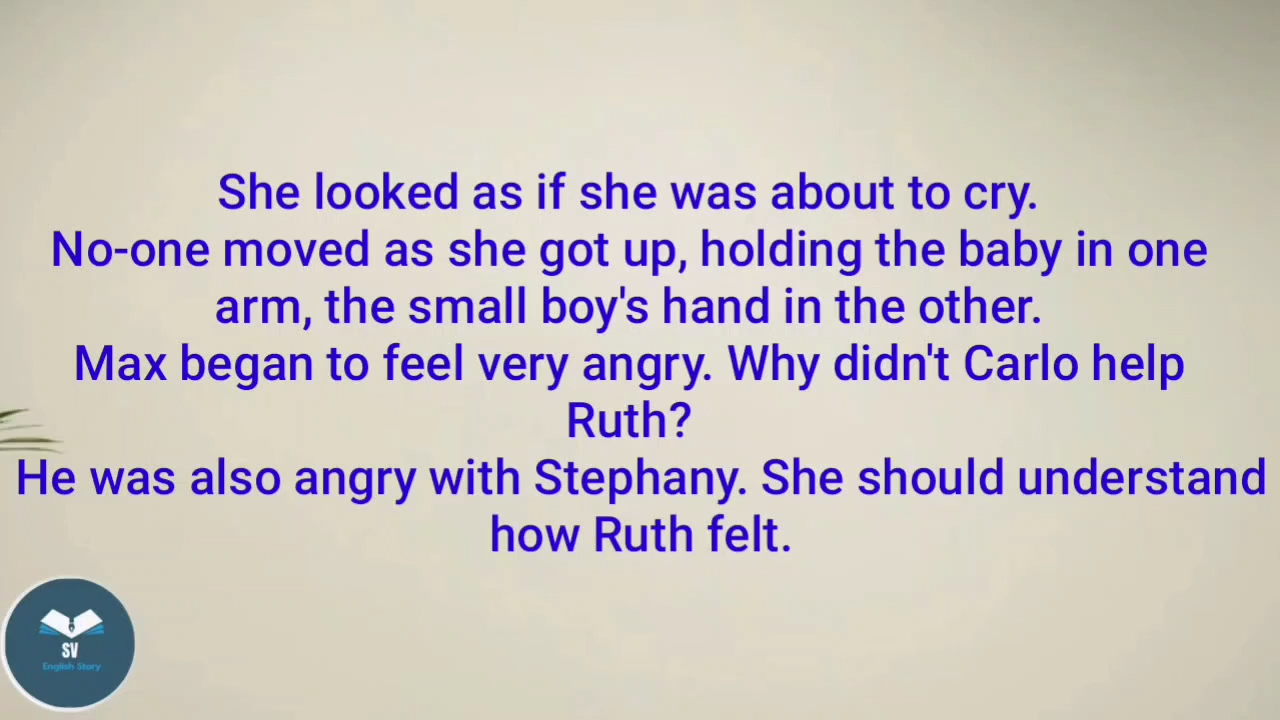 She looked as if she was about to cry.
No-one moved as she got up, holding the baby in one
arm, the small boy's hand in the other.
Max began to feel very angry. Why didn't Carlo help
Ruth?
He was also angry with Stephany. She should understand
how Ruth felt.
SV
English Story